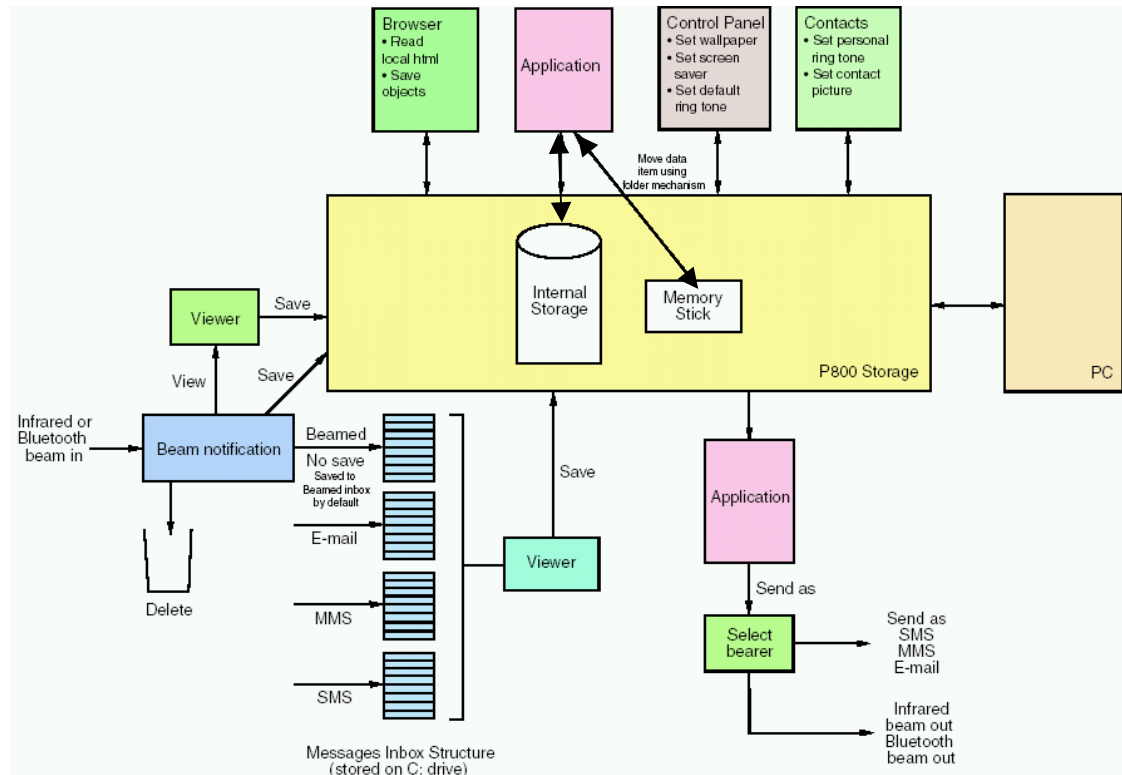 Browser
• Read
local html
• Save
objects
Application
Control Panel
• Set wallpaper
• Set screen
saver
• Set default
ring tone
Contacts
• Set personal
ring tone
• Set contact
picture
Move data
item using
folder mechanism
Internal
Storage
Memory
Stick
P800 Storage
PC
Viewer
Save
View
Save
Infrared or
Bluetooth
beam in
Beam notification
Delete
Beamed
No save
Saved to
Beamed inbox
by default
E-mail
MMS
SMS
Messages Inbox Structure
(stored on C: drive)
Viewer
Save
Application
Send as
Select
bearer
Send as
SMS
MMS
E-mail
Infrared
beam out
Bluetooth
beam out